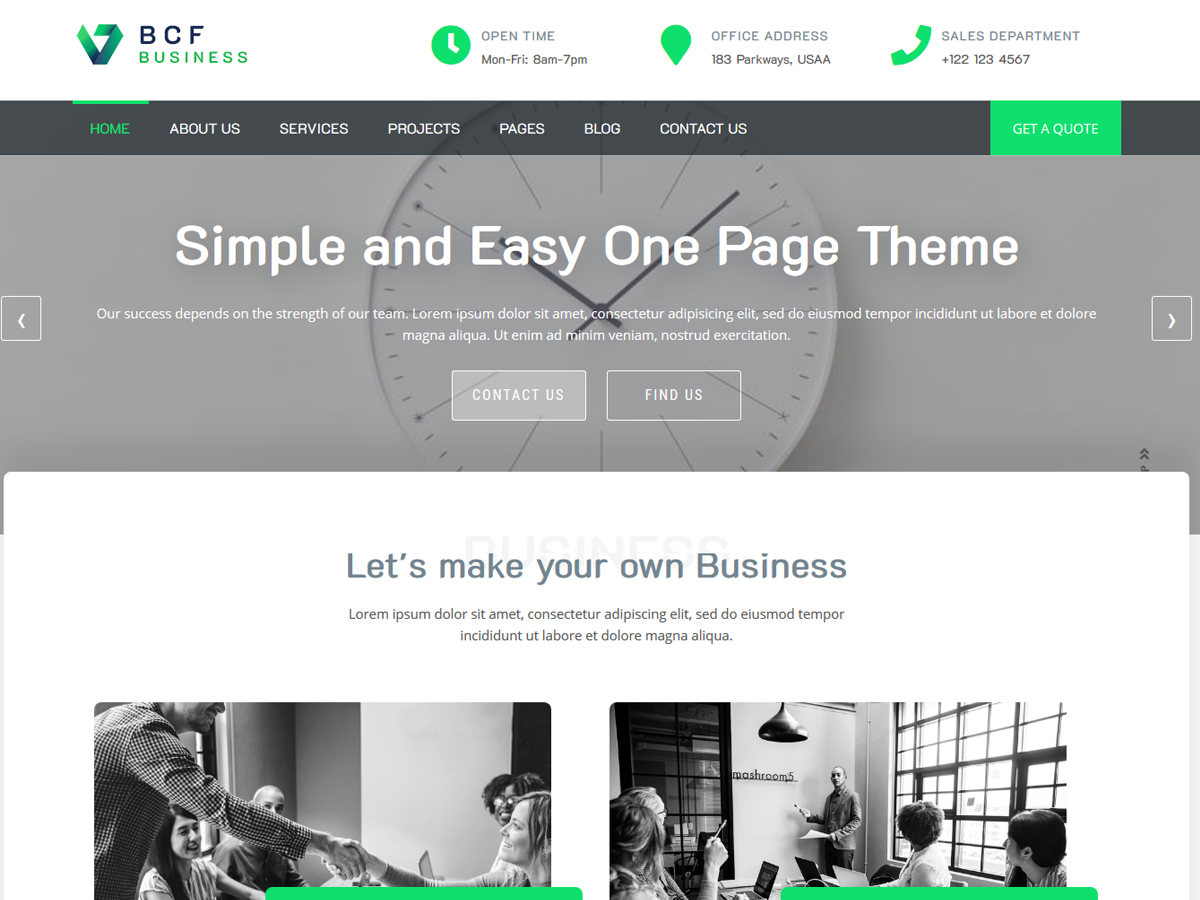 BCF
BUSINESS
OPEN TIME
Mon-Fri: 8am-7pm
OFFICE ADDRESS
183 Parkways, USAA
SALES DEPARTMENT
+122 123 4567
HOME ABOUT US SERVICES PROJECTS PAGES BLOG CONTACT US GET A QUOTE
Simple and Easy One Page Theme
Our success depends on the strength of our team. Lorem ipsum dolor sit amet, consectetur adipisicing elit, sed do eiusmod tempor incididunt ut labore et dolore
magna aliqua. Ut enim ad minim veniam, nostrud exercitation.
CONTACT US FIND US
BUSINESS
Let's make your own Business
Lorem ipsum dolor sit amet, consectetur adipiscing elit, sed do eiusmod tempor
incididunt ut labore et dolore magna aliqua.
mashroom5